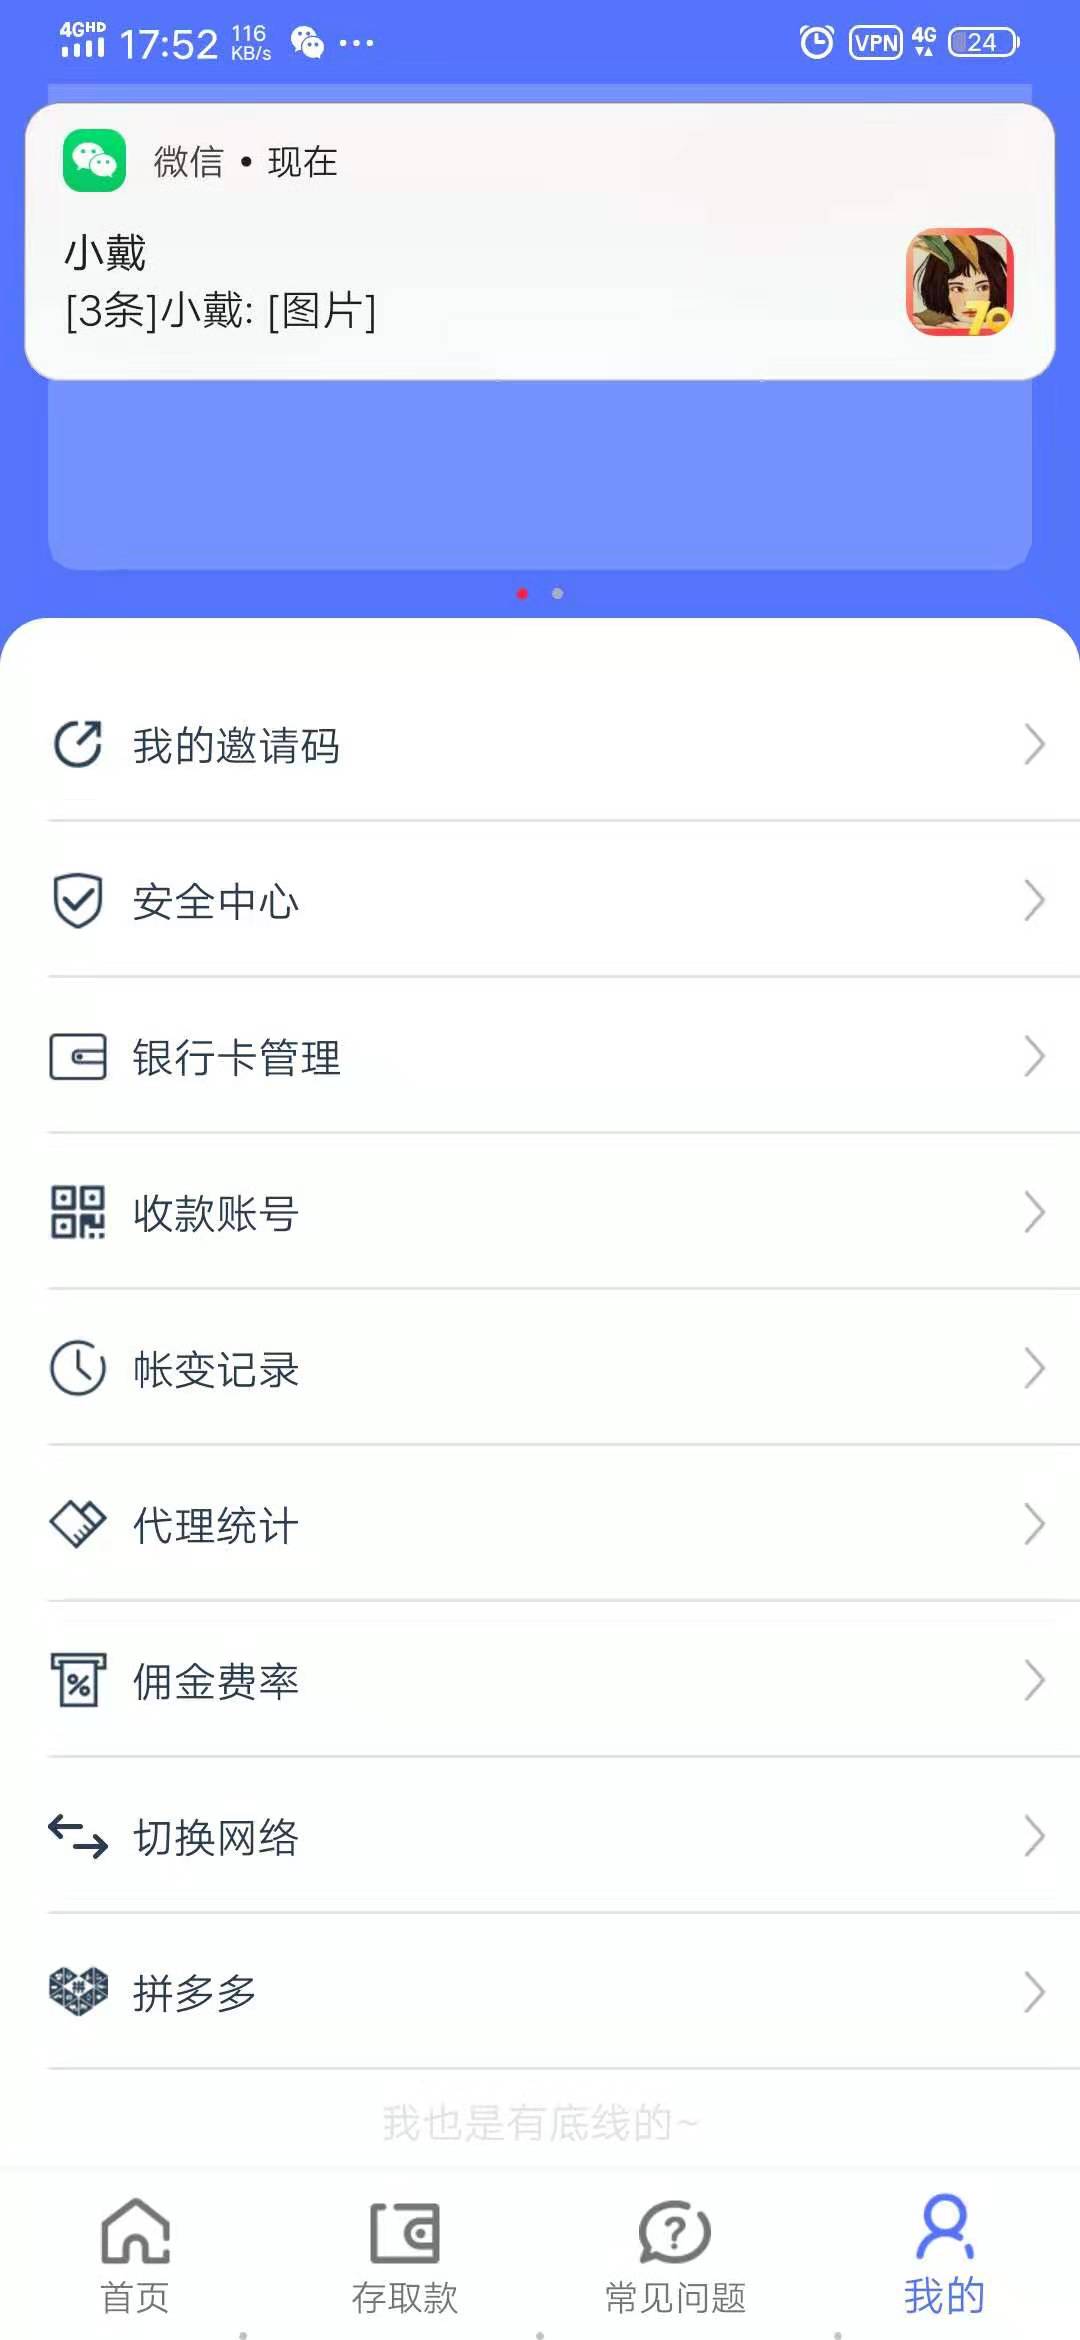 4GHD 17:52 116 KB/s ... VPN 4G 24
微信 • 现在
小戴
[3条]小戴: [图片]
70
我的邀请码
安全中心
银行卡管理
收款账号
帐变记录
代理统计
佣金费率
切换网络
拼多多
我也是有底线的~
首页 存取款 常见问题 我的